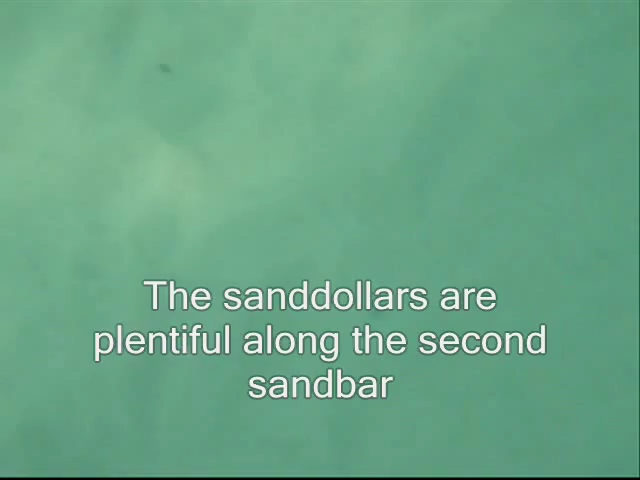 The sanddollars are
plentiful along the second
sandbar